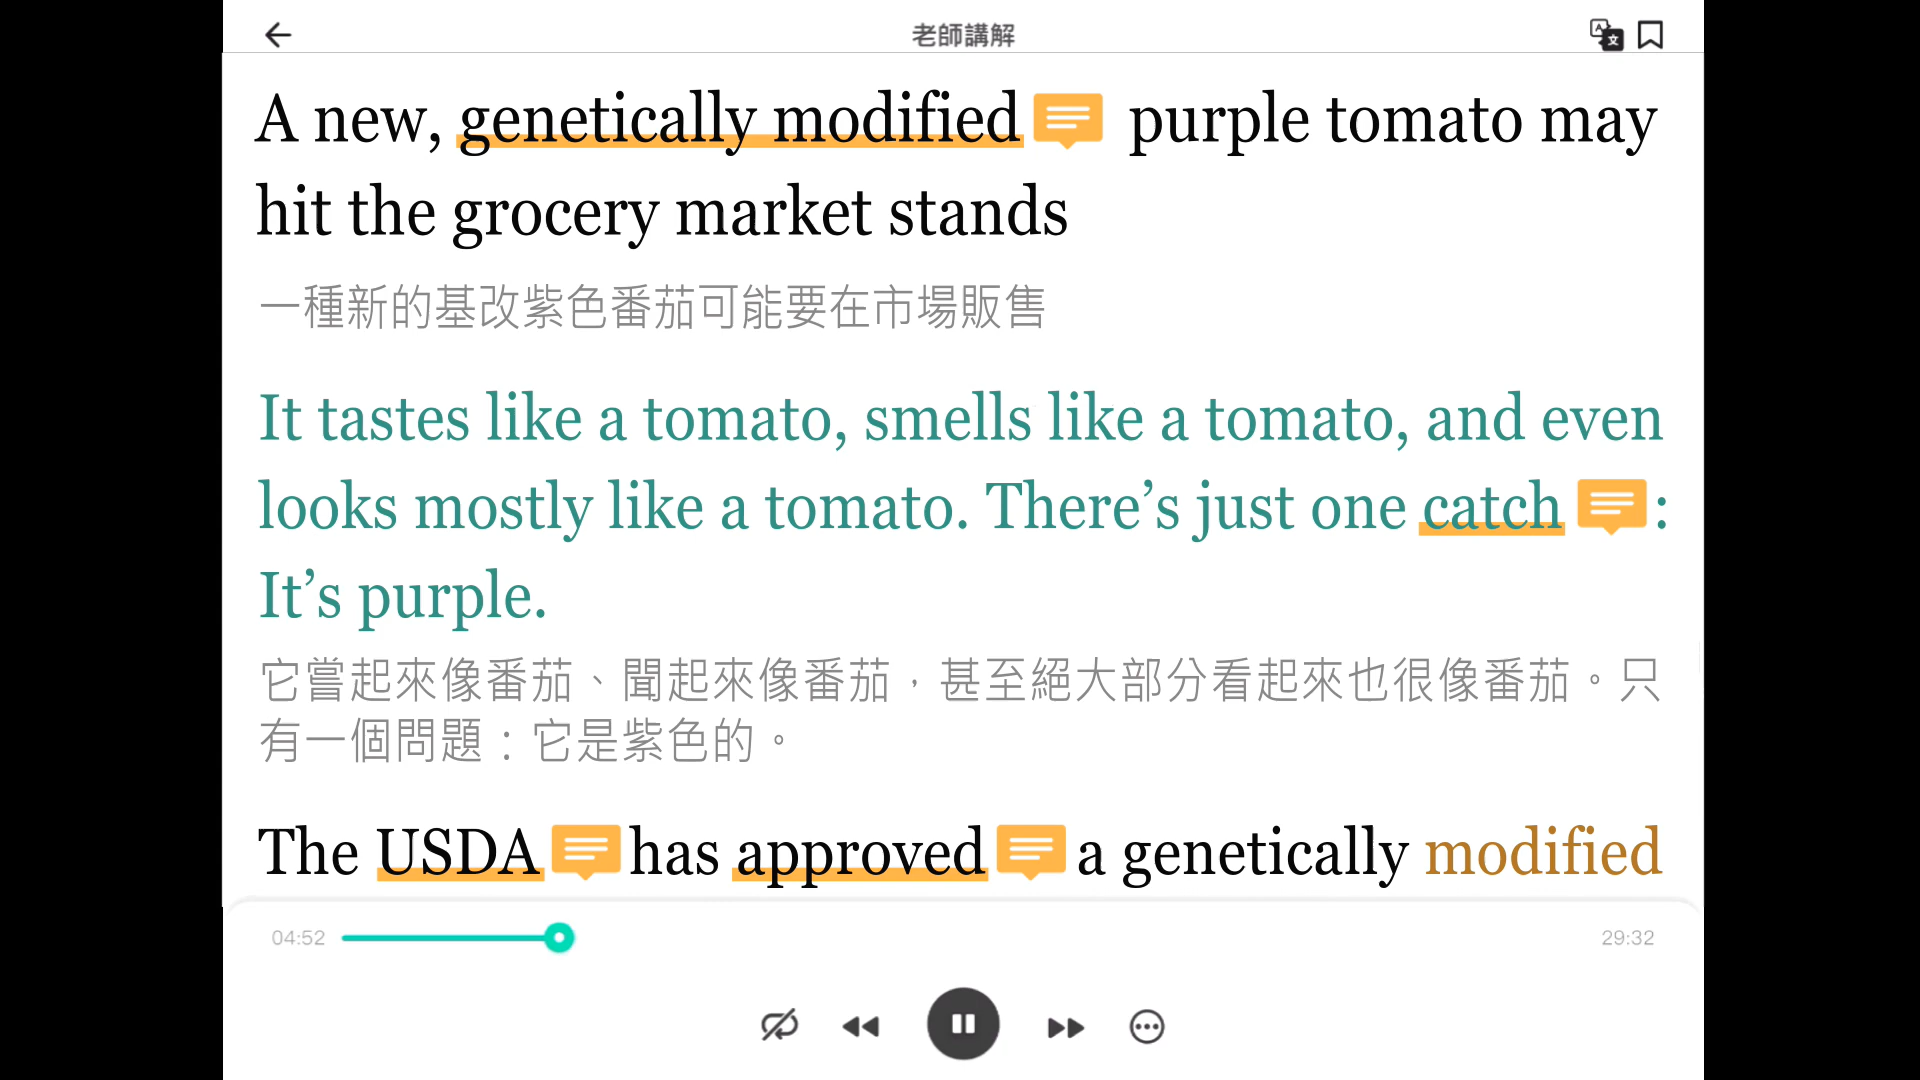 老師講解
A new, genetically modified purple tomato may
hit the grocery market stands
一種新的基改紫色番茄可能要在市場販售
It tastes like a tomato, smells like a tomato, and even
looks mostly like a tomato. There’s just one catch :
It’s purple.
它嘗起來像番茄、聞起來像番茄，甚至絕大部分看起來也很像番茄。只
有一個問題：它是紫色的。
The USDA has approved a genetically modified
04:52
29:32